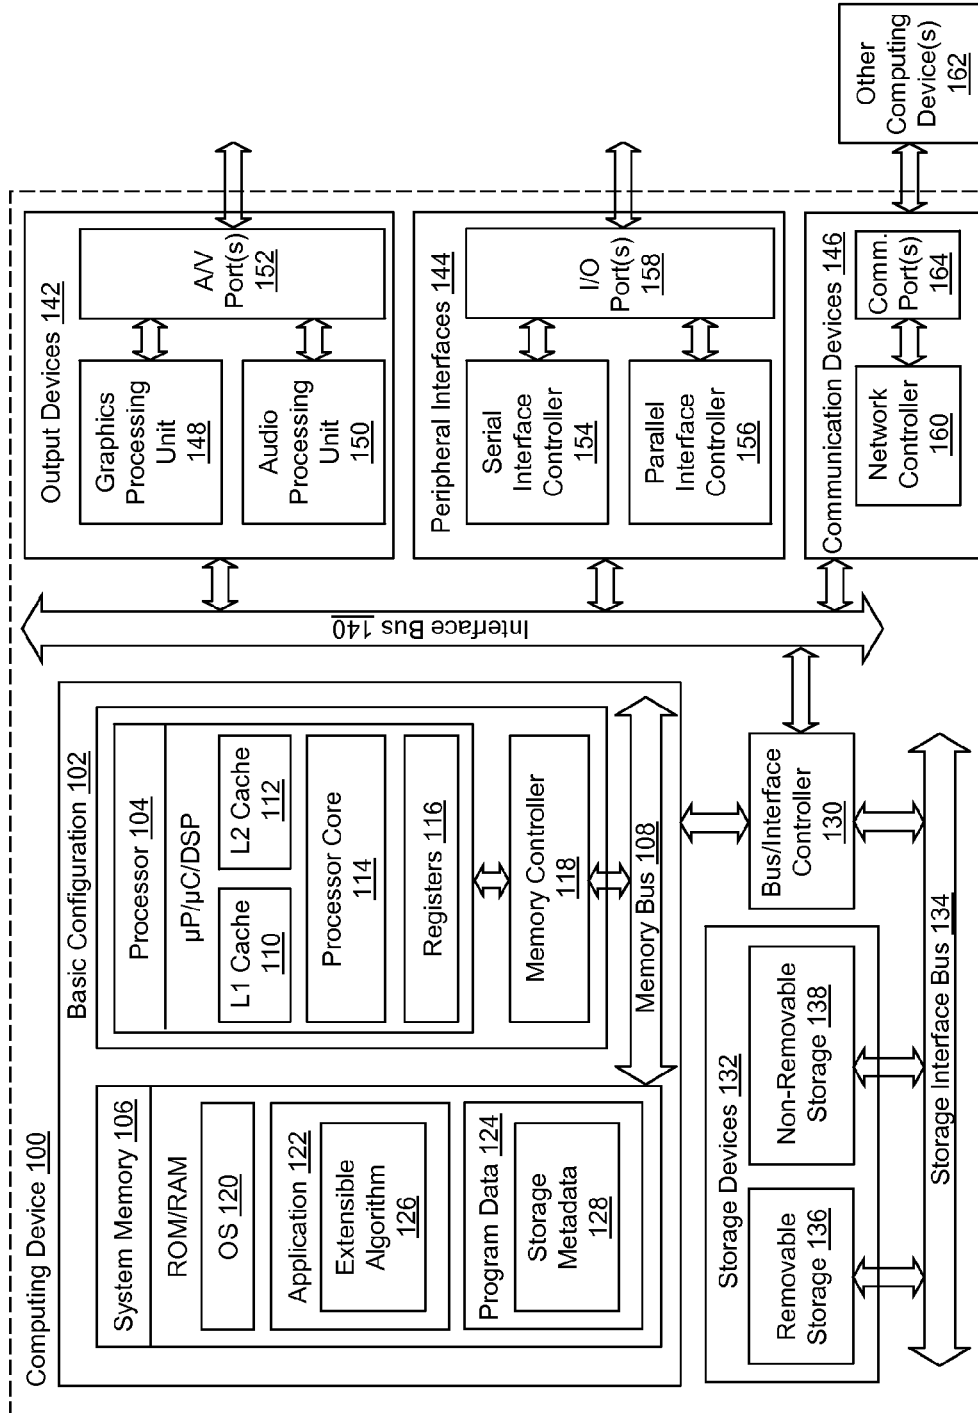 Computing Device 100
Basic Configuration 102
System Memory 106
ROM/RAM
OS 120
Application 122
Extensible
Algorithm
126
Program Data 124
Storage
Metadata
128
Processor 104
µP/µC/DSP
L1 Cache
110
L2 Cache
112
Processor Core
114
Registers 116
Memory Controller
118
Memory Bus 108
Storage Devices 132
Removable
Storage 136
Non-Removable
Storage 138
Bus/Interface
Controller
130
Storage Interface Bus 134
Interface Bus 140
Output Devices 142
Graphics
Processing
Unit
148
Audio
Processing
Unit
150
A/V
Port(s)
152
Peripheral Interfaces 144
Serial
Interface
Controller
154
Parallel
Interface
Controller
156
I/O
Port(s)
158
Communication Devices 146
Network
Controller
160
Comm.
Port(s)
164
Other
Computing
Device(s)
162